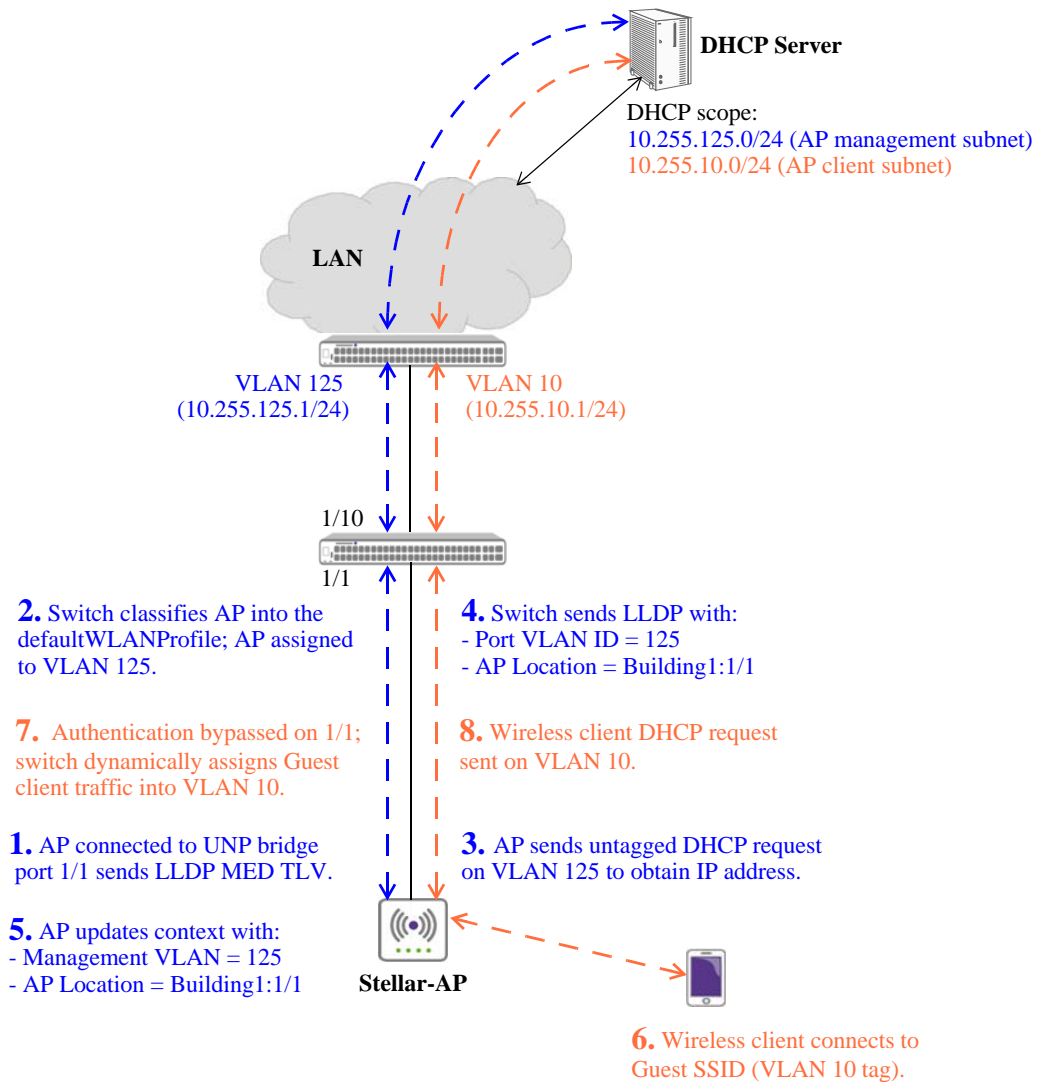 DHCP Server
DHCP scope:
10.255.125.0/24 (AP management subnet)
10.255.10.0/24 (AP client subnet)
LAN
VLAN 125
(10.255.125.1/24)
VLAN 10
(10.255.10.1/24)
1/10
1/1
2. Switch classifies AP into the
defaultWLANProfile; AP assigned
to VLAN 125.
4. Switch sends LLDP with:
- Port VLAN ID = 125
- AP Location = Building1:1/1
7. Authentication bypassed on 1/1;
switch dynamically assigns Guest
client traffic into VLAN 10.
8. Wireless client DHCP request
sent on VLAN 10.
1. AP connected to UNP bridge
port 1/1 sends LLDP MED TLV.
3. AP sends untagged DHCP request
on VLAN 125 to obtain IP address.
5. AP updates context with:
- Management VLAN = 125
- AP Location = Building1:1/1
Stellar-AP
6. Wireless client connects to
Guest SSID (VLAN 10 tag).